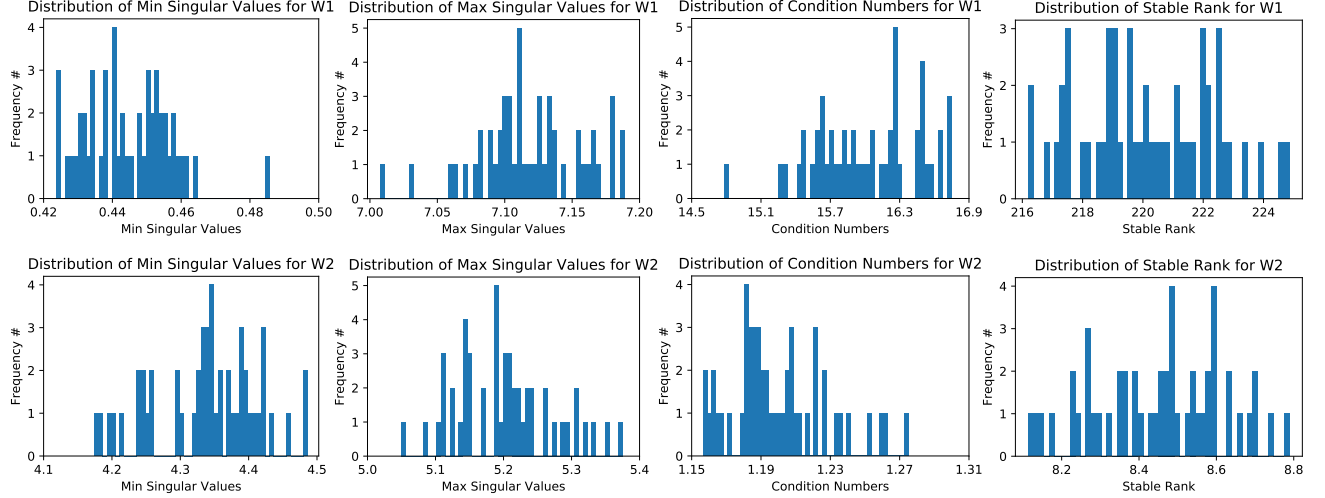 Distribution of Min Singular Values for W1
Frequency #
4
3
2
1
0
0.42 0.44 0.46 0.48 0.50
Min Singular Values
Distribution of Max Singular Values for W1
Frequency #
5
4
3
2
1
0
7.00 7.05 7.10 7.15 7.20
Max Singular Values
Distribution of Condition Numbers for W1
Frequency #
5
4
3
2
1
0
14.5 15.1 15.7 16.3 16.9
Condition Numbers
Distribution of Stable Rank for W1
Frequency #
3
2
1
0
216 218 220 222 224
Stable Rank
Distribution of Min Singular Values for W2
Frequency #
4
3
2
1
0
4.1 4.2 4.3 4.4 4.5
Min Singular Values
Distribution of Max Singular Values for W2
Frequency #
5
4
3
2
1
0
5.0 5.1 5.2 5.3 5.4
Max Singular Values
Distribution of Condition Numbers for W2
Frequency #
4
3
2
1
0
1.15 1.19 1.23 1.27 1.31
Condition Numbers
Distribution of Stable Rank for W2
Frequency #
4
3
2
1
0
8.2 8.4 8.6 8.8
Stable Rank